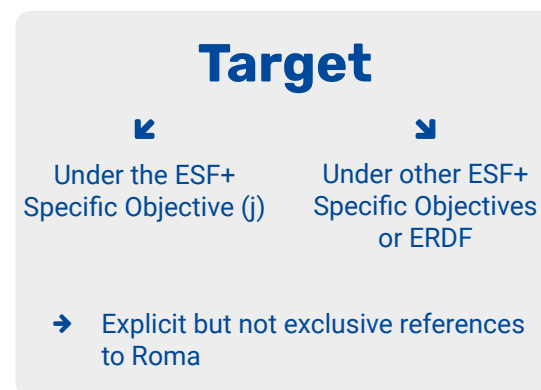 Target
Under the ESF+
Specific Objective (j)
Under other ESF+
Specific Objectives
or ERDF
Explicit but not exclusive references
to Roma